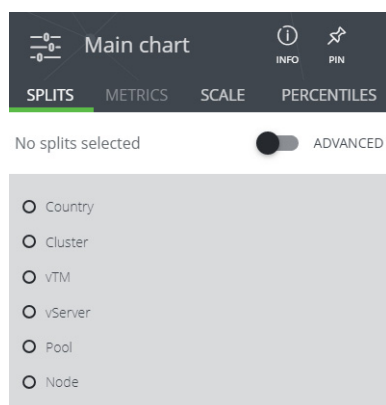 Main chart
INFO PIN
SPLITS METRICS SCALE PERCENTILES
No splits selected ADVANCED
Country
Cluster
vTM
vServer
Pool
Node